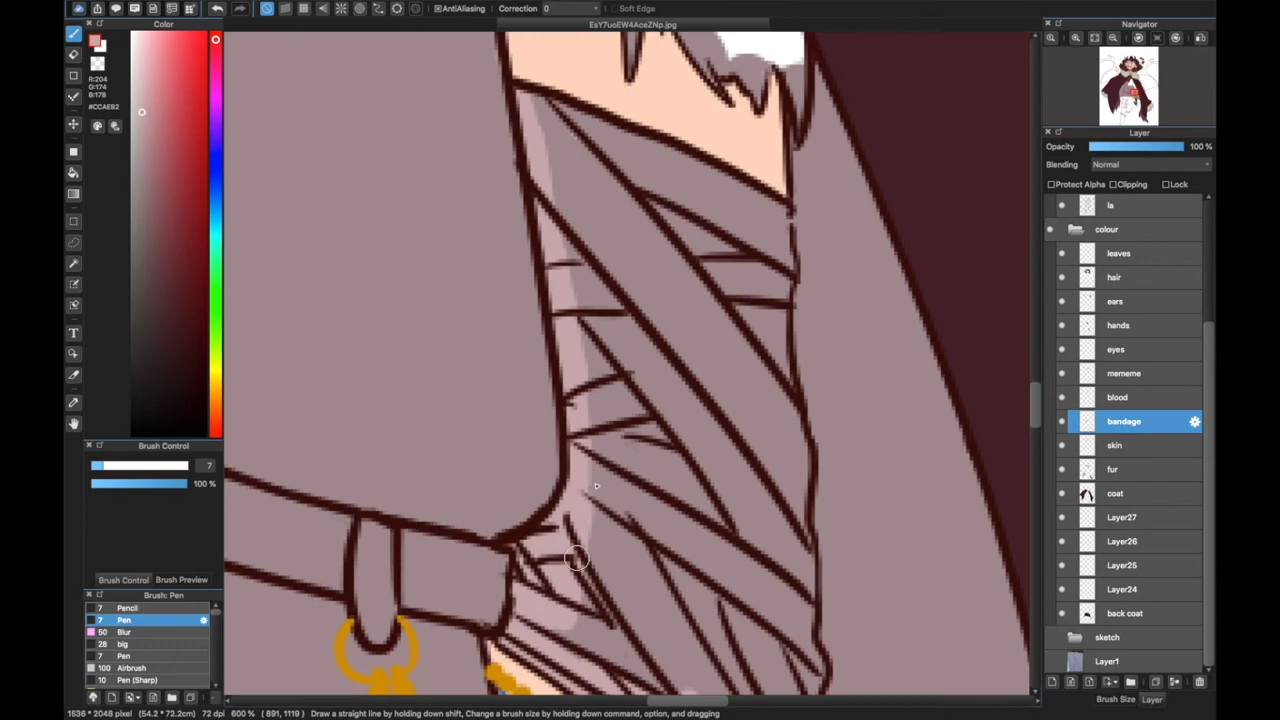 AntiAliasing Correction 0 Soft Edge
Color
EsY7uoEW4AceZNp.jpg
Navigator
R:204
G:174
B:178
#CCAEB2
Layer
Opacity 100 %
Blending Normal
Protect Alpha Clipping Lock
la
colour
leaves
hair
ears
hands
eyes
mememe
blood
bandage
skin
fur
coat
Layer27
Layer26
Layer25
Layer24
back coat
sketch
Layer1
Brush Size Layer
Brush Control
7
100 %
Brush Control Brush Preview
Brush: Pen
7 Pencil
7 Pen
50 Blur
28 big
7 Pen
100 Airbrush
10 Pen (Sharp)
1536 * 2048 pixel (54.2 * 72.2cm) 72 dpi 600 % ( 891, 1119 ) Draw a straight line by holding down shift, Change a brush size by holding down command, option, and dragging